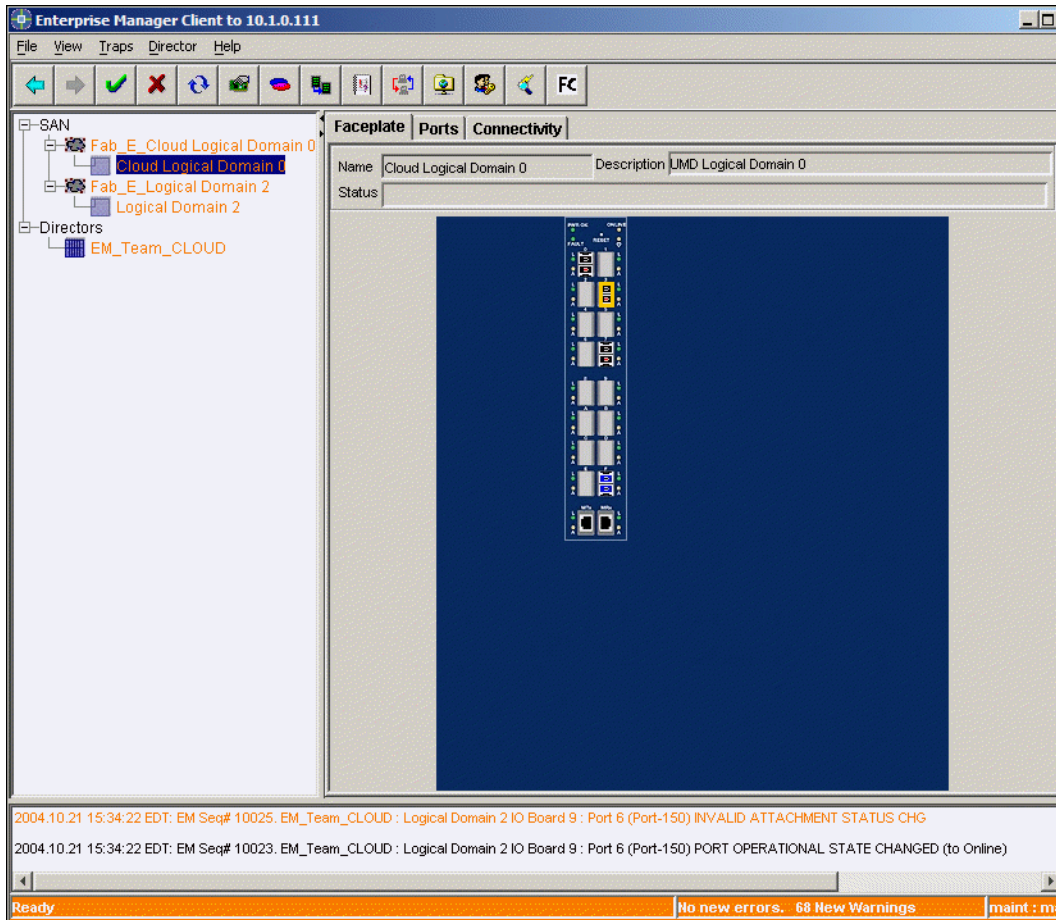 Enterprise Manager Client to 10.1.0.111
File View Traps Director Help
FC
SAN
Fab_E_Cloud Logical Domain 0
Cloud Logical Domain 0
Fab_E_Logical Domain 2
Logical Domain 2
Directors
EM_Team_CLOUD
Faceplate Ports Connectivity
Name Cloud Logical Domain 0 Description UMD Logical Domain 0
Status
PWR OK ONLINE
FAULT RESET
2004.10.21 15:34:22 EDT: EM Seq# 10025. EM_Team_CLOUD : Logical Domain 2 IO Board 9 : Port 6 (Port-150) INVALID ATTACHMENT STATUS CHG
2004.10.21 15:34:22 EDT: EM Seq# 10023. EM_Team_CLOUD : Logical Domain 2 IO Board 9 : Port 6 (Port-150) PORT OPERATIONAL STATE CHANGED (to Online)
Ready No new errors. 68 New Warnings maint : m